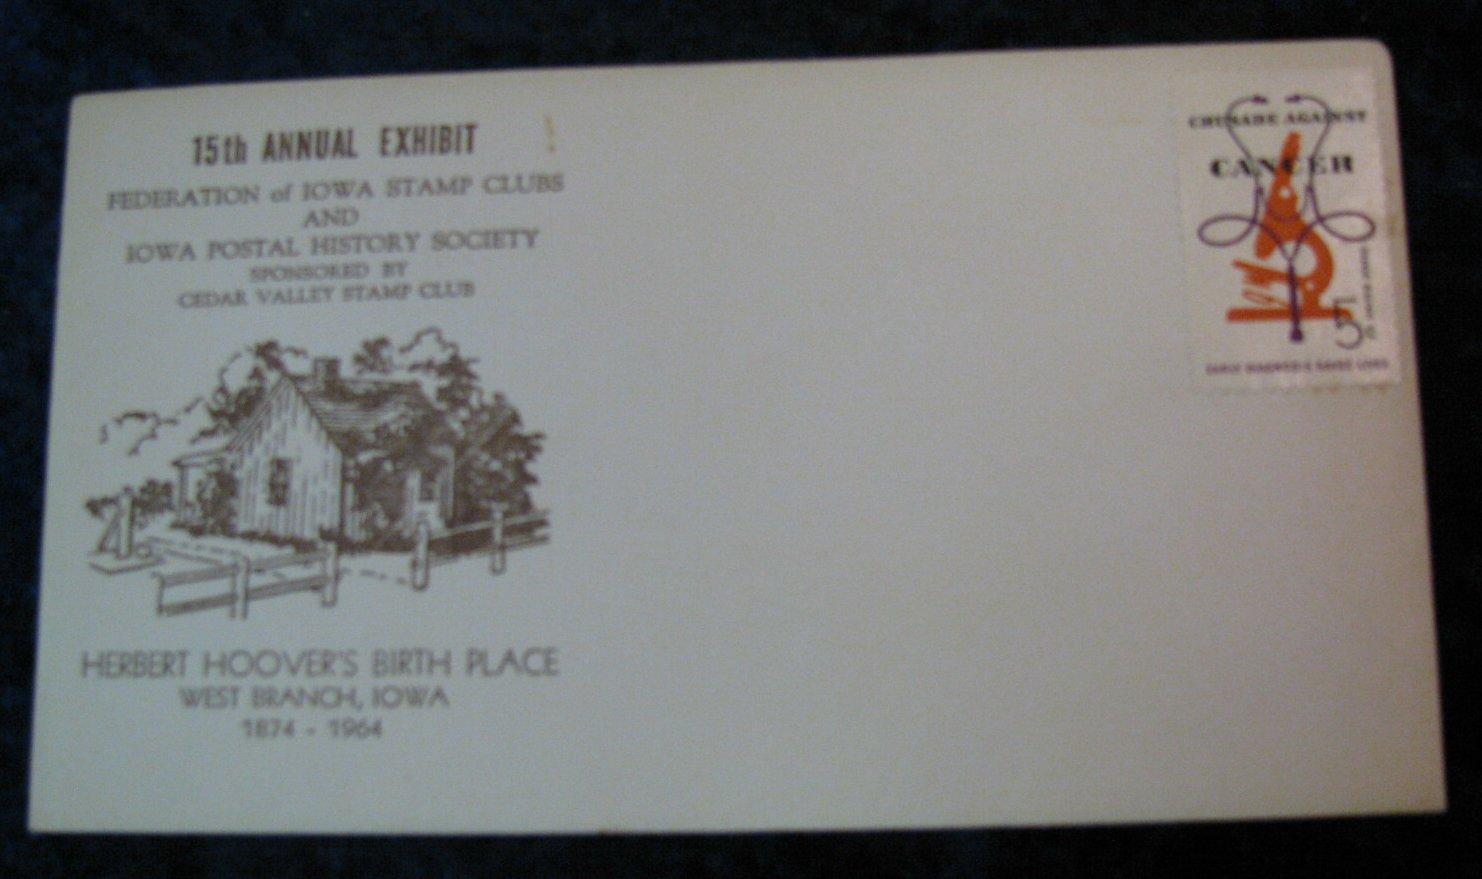 15th ANNUAL EXHIBIT
FEDERATION of IOWA STAMP CLUBS
AND
IOWA POSTAL HISTORY SOCIETY
SPONSORED BY
CEDAR VALLEY STAMP CLUB
HERBERT HOOVER'S BIRTH PLACE
WEST BRANCH, IOWA
1874 - 1964
CRUSADE AGAINST
CANCER
5¢
EARLY DIAGNOSIS SAVES LIVES